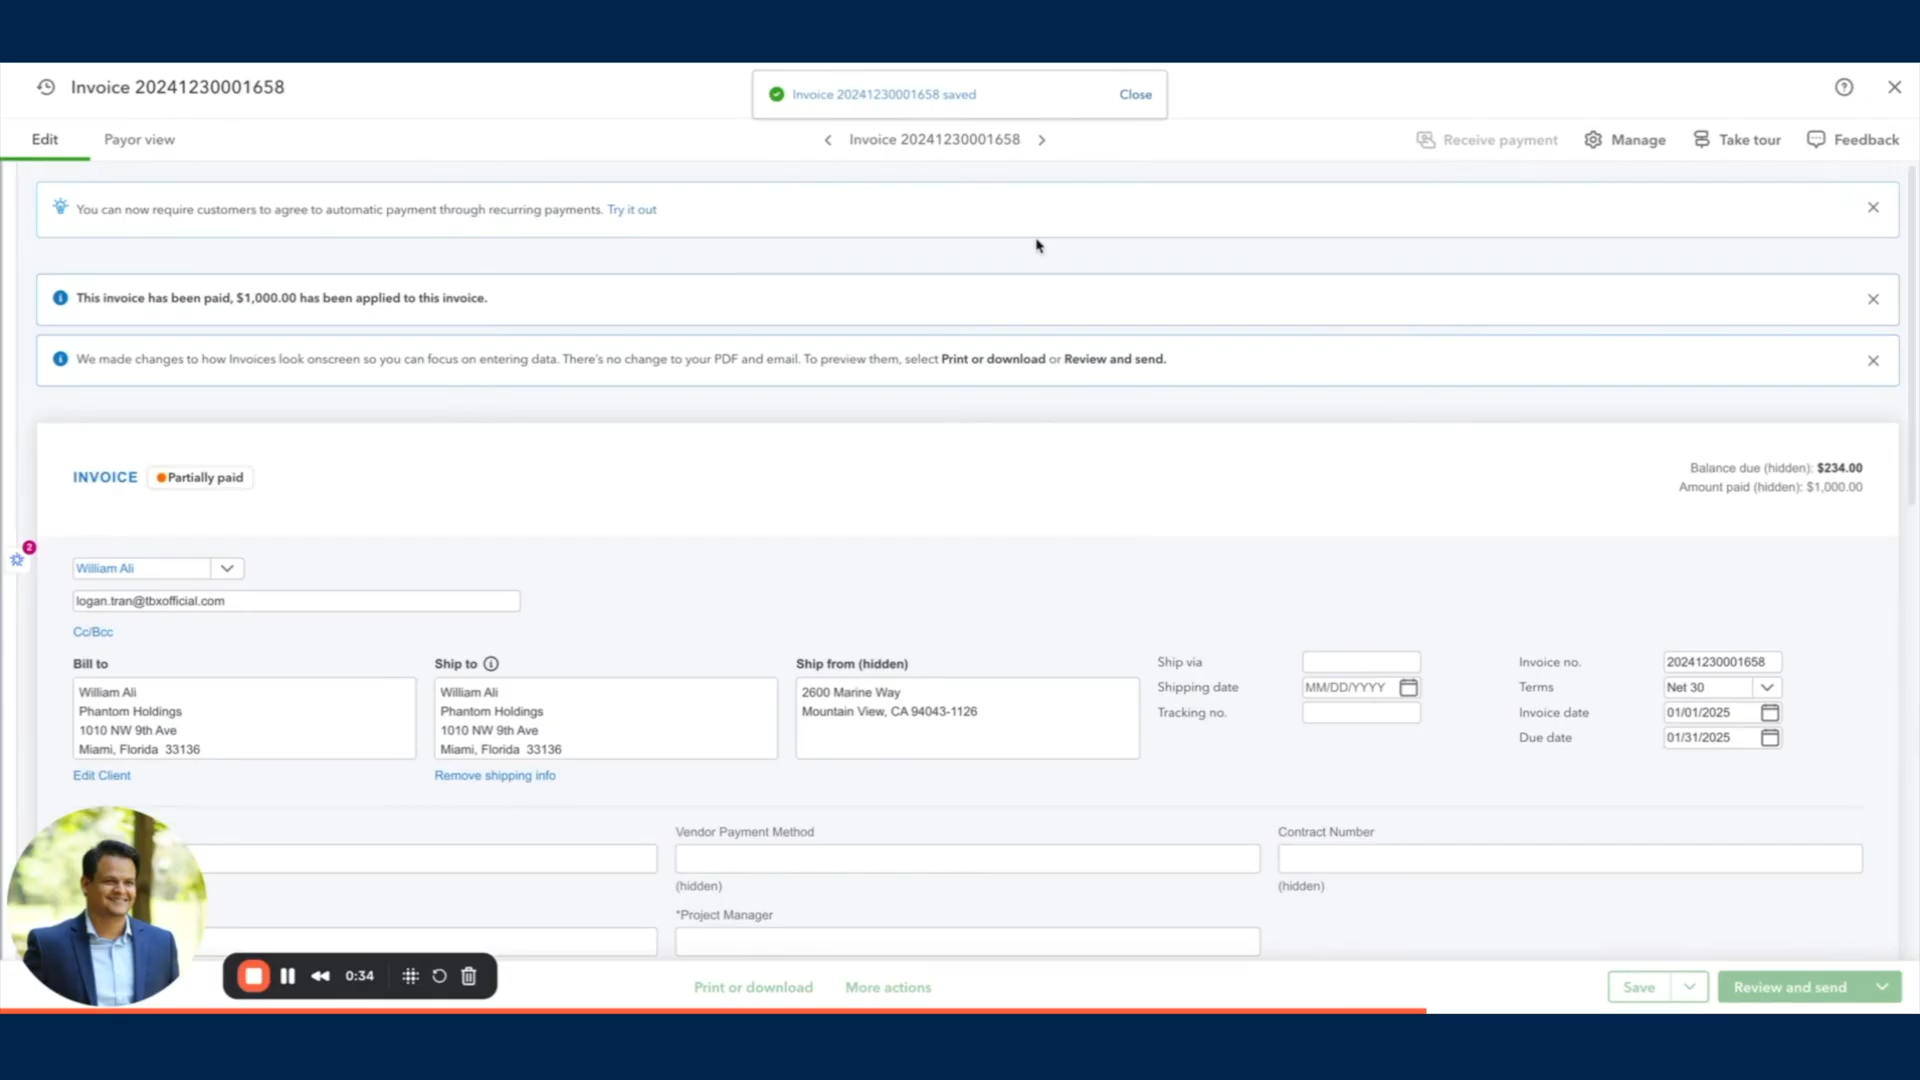 Invoice 20241230001658
Invoice 20241230001658 saved
Close
Edit
Payor view
Invoice 20241230001658
Receive payment
Manage
Take tour
Feedback
You can now require customers to agree to automatic payment through recurring payments. Try it out
This invoice has been paid, $1,000.00 has been applied to this invoice.
We made changes to how Invoices look onscreen so you can focus on entering data. There's no change to your PDF and email. To preview them, select Print or download or Review and send.
INVOICE
Partially paid
Balance due (hidden): $234.00
Amount paid (hidden): $1,000.00
2
William Ali
logan.tran@tbxofficial.com
Cc/Bcc
Bill to
William Ali
Phantom Holdings
1010 NW 9th Ave
Miami, Florida 33136
Edit Client
Ship to
William Ali
Phantom Holdings
1010 NW 9th Ave
Miami, Florida 33136
Remove shipping info
Ship from (hidden)
2600 Marine Way
Mountain View, CA 94043-1126
Ship via
Shipping date MM/DD/YYYY
Tracking no.
Invoice no. 20241230001658
Terms Net 30
Invoice date 01/01/2025
Due date 01/31/2025
Vendor Payment Method
(hidden)
Contract Number
(hidden)
*Project Manager
0:34
Print or download
More actions
Save
Review and send